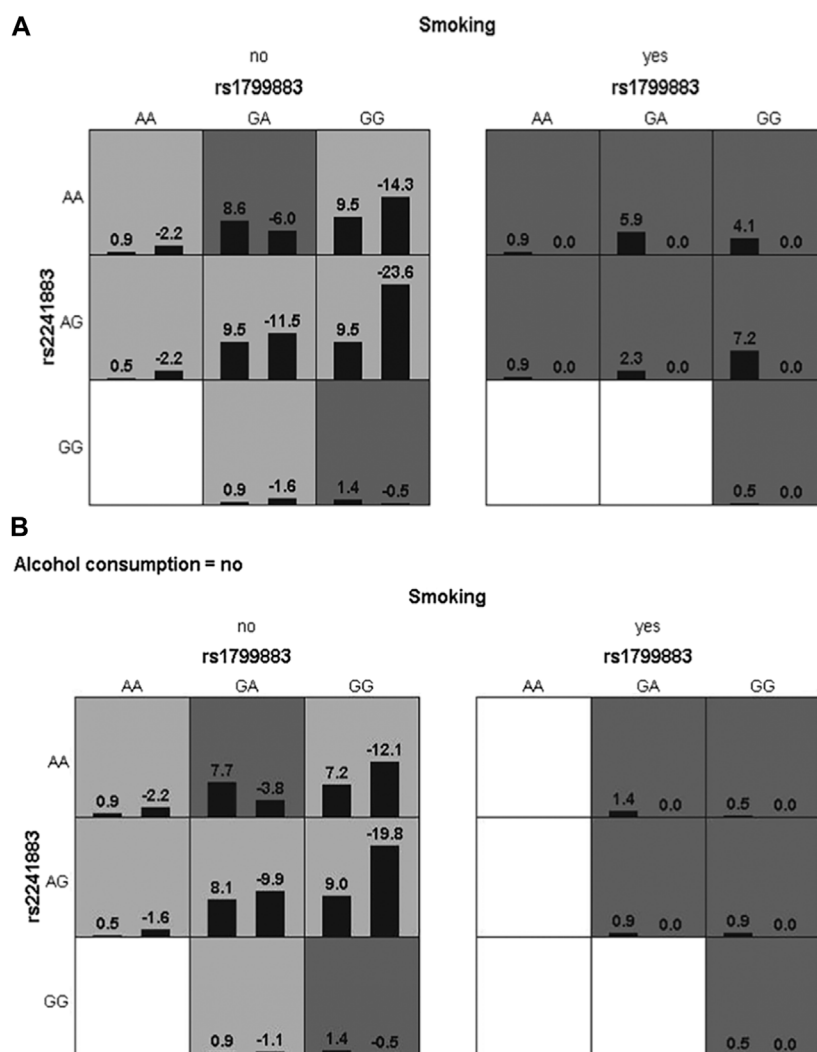 A
Smoking
no yes
rs1799883 rs1799883
AA GA GG AA GA GG
rs2241883
AA
0.9 -2.2 8.6 -6.0 9.5 -14.3 0.9 0.0 5.9 0.0 4.1 0.0
AG
0.5 -2.2 9.5 -11.5 9.5 -23.6 0.9 0.0 2.3 0.0 7.2 0.0
GG
0.9 -1.6 1.4 -0.5 0.5 0.0
B
Alcohol consumption = no
Smoking
no yes
rs1799883 rs1799883
AA GA GG AA GA GG
rs2241883
AA
0.9 -2.2 7.7 -3.8 7.2 -12.1 1.4 0.0 0.5 0.0
AG
0.5 -1.6 8.1 -9.9 9.0 -19.8 0.9 0.0 0.9 0.0
GG
0.9 -1.1 1.4 -0.5 0.5 0.0